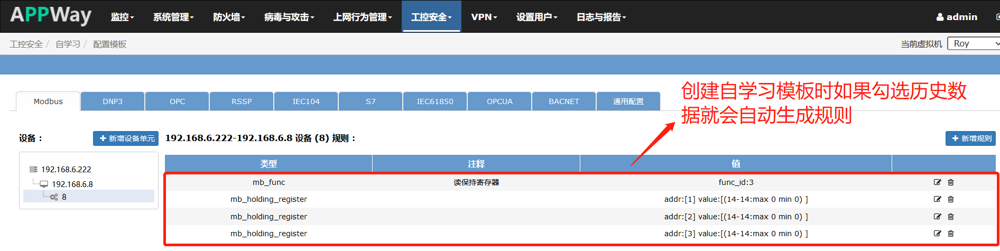 APPWay 监控 系统管理 防火墙 病毒与攻击 上网行为管理 工控安全 VPN 设置用户 日志与报告 admin
工控安全 / 自学习 / 配置模板 当前虚拟机 Roy
创建自学习模板时如果勾选历史数
据就会自动生成规则
Modbus DNP3 OPC RSSP IEC104 S7 IEC61850 OPCUA BACNET 通用配置
设备： + 新增设备单元 192.168.6.222-192.168.6.8 设备 (8) 规则： + 新增规则
192.168.6.222
192.168.6.8
8
类型 注释 值
mb_func 读保持寄存器 func_id:3
mb_holding_register addr:[1] value:[(14-14:max 0 min 0) ]
mb_holding_register addr:[2] value:[(14-14:max 0 min 0) ]
mb_holding_register addr:[3] value:[(14-14:max 0 min 0) ]